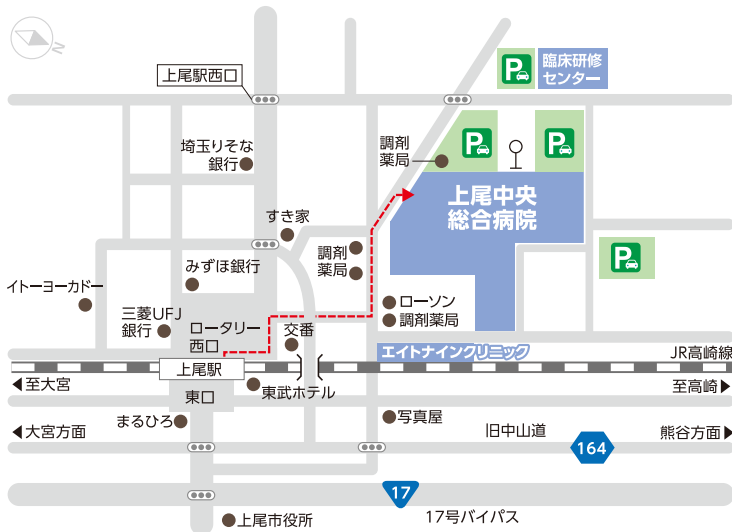 N
P
臨床研修
センター
上尾駅西口
P
P
調剤
薬局
埼玉りそな
銀行
上尾中央
総合病院
すき家
調剤
薬局
P
みずほ銀行
イトーヨーカドー
三菱UFJ
銀行
ロータリー
西口
交番
ローソン
調剤薬局
エイトナインクリニック
JR高崎線
上尾駅
至大宮
東口
東武ホテル
至高崎
まるひろ
写真屋
大宮方面
旧中山道
164
熊谷方面
17
17号バイパス
上尾市役所